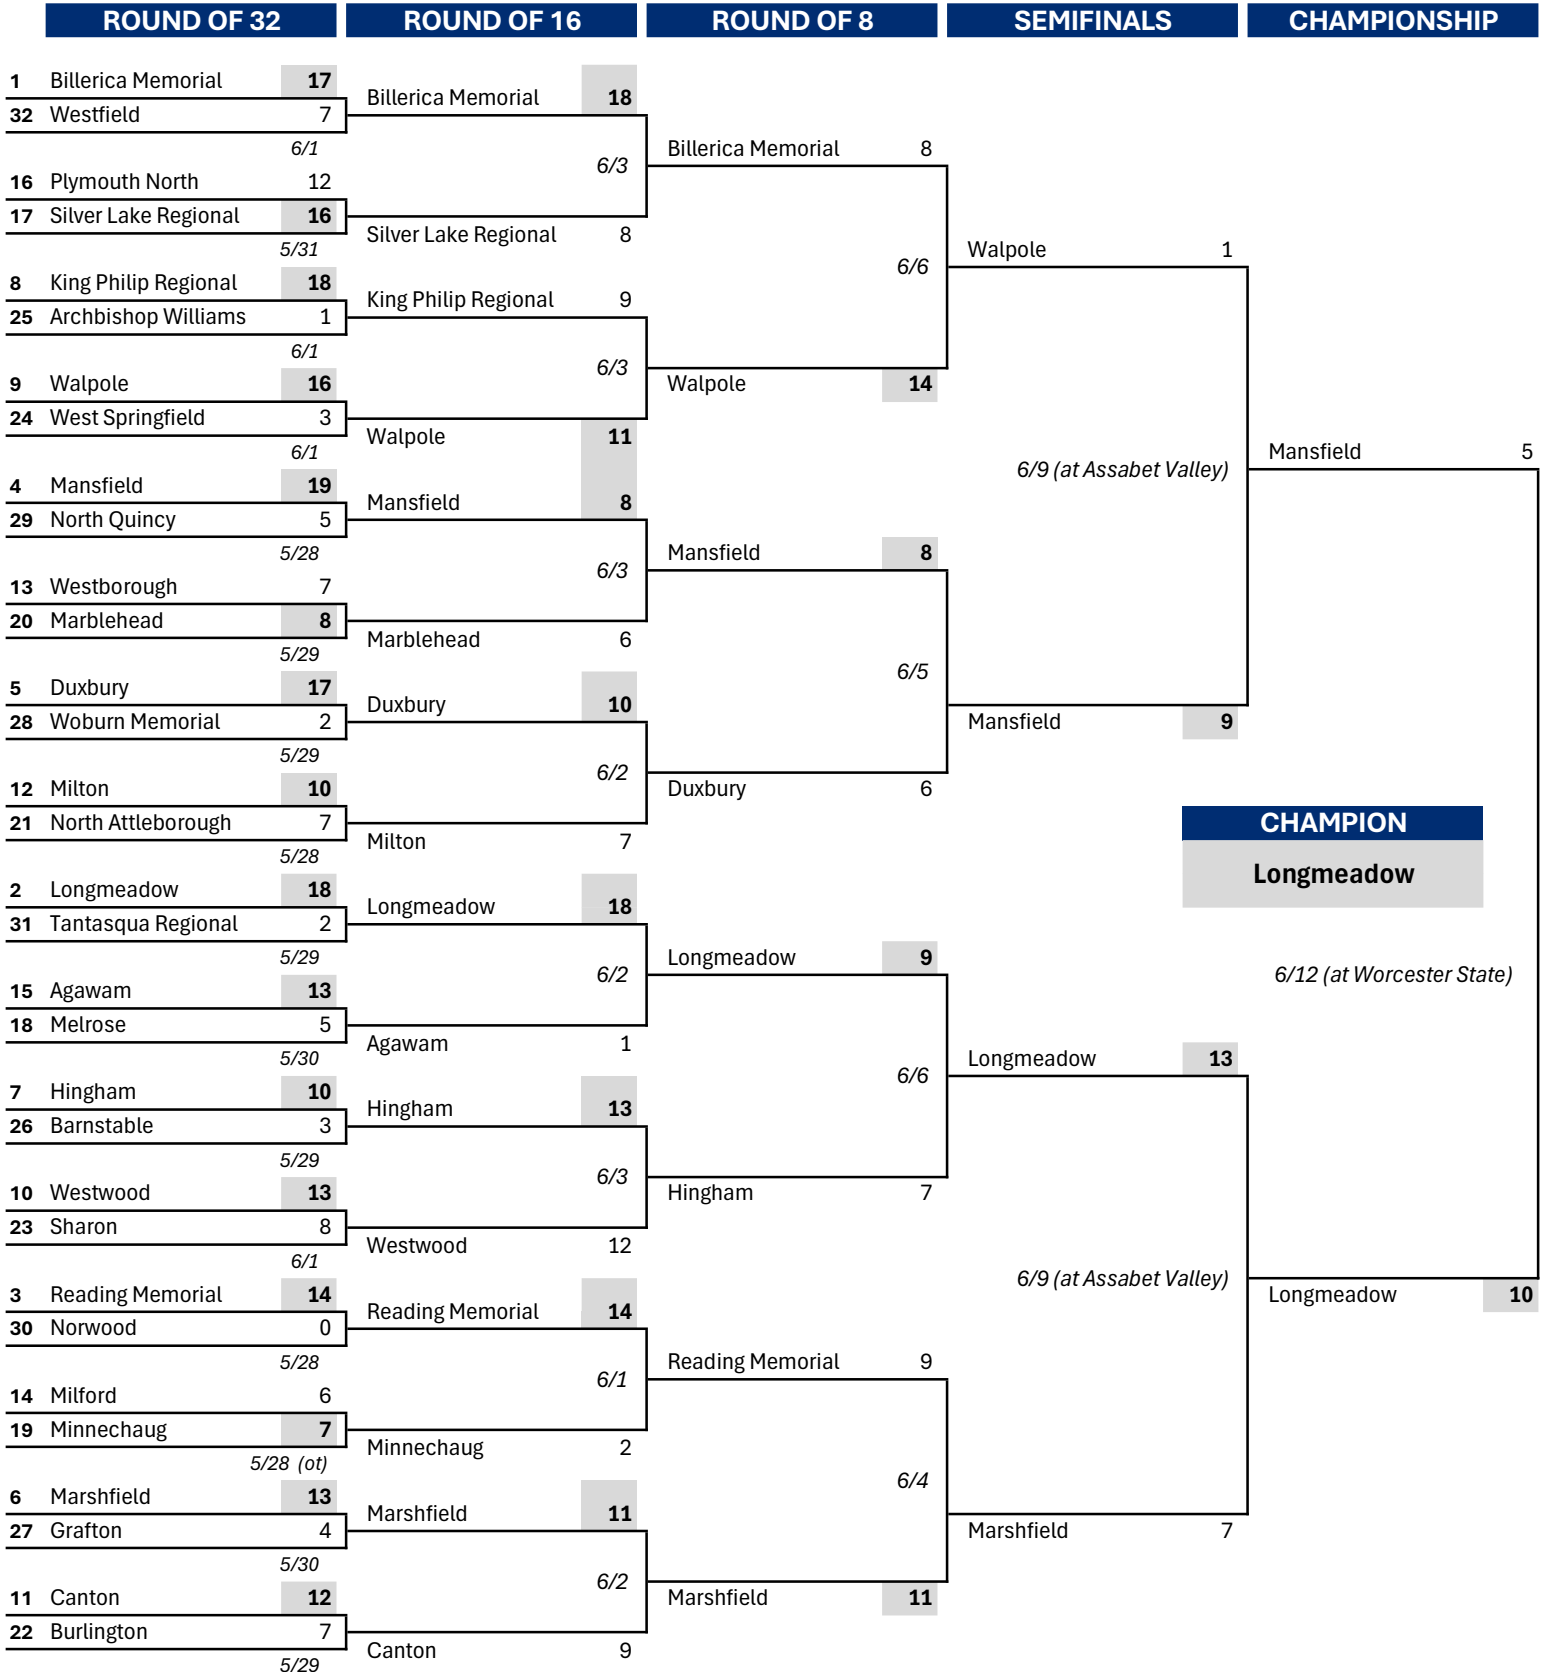 ROUND OF 32
1 Billerica Memorial 17
32 Westfield 7
6/1
16 Plymouth North 12
17 Silver Lake Regional 16
5/31
8 King Philip Regional 18
25 Archbishop Williams 1
6/1
9 Walpole 16
24 West Springfield 3
6/1
4 Mansfield 19
29 North Quincy 5
5/28
13 Westborough 7
20 Marblehead 8
5/29
5 Duxbury 17
28 Woburn Memorial 2
5/29
12 Milton 10
21 North Attleborough 7
5/28
2 Longmeadow 18
31 Tantasqua Regional 2
5/29
15 Agawam 13
18 Melrose 5
5/30
7 Hingham 10
26 Barnstable 3
5/29
10 Westwood 13
23 Sharon 8
6/1
3 Reading Memorial 14
30 Norwood 0
5/28
14 Milford 6
19 Minnechaug 7
5/28 (ot)
6 Marshfield 13
27 Grafton 4
5/30
11 Canton 12
22 Burlington 7
5/29
ROUND OF 16
Billerica Memorial 18
6/3
Silver Lake Regional 8
King Philip Regional 9
6/3
Walpole 11
Mansfield 8
6/3
Marblehead 6
Duxbury 10
6/2
Milton 7
Longmeadow 18
6/2
Agawam 1
Hingham 13
6/3
Westwood 12
Reading Memorial 14
6/1
Minnechaug 2
Marshfield 11
6/2
Canton 9
ROUND OF 8
Billerica Memorial 8
6/6
Walpole 14
Mansfield 8
6/5
Duxbury 6
Longmeadow 9
6/6
Hingham 7
Reading Memorial 9
6/4
Marshfield 11
SEMIFINALS
Walpole 1
6/9 (at Assabet Valley)
Mansfield 9
Longmeadow 13
6/9 (at Assabet Valley)
Marshfield 7
CHAMPIONSHIP
Mansfield 5
6/12 (at Worcester State)
Longmeadow 10
CHAMPION
Longmeadow